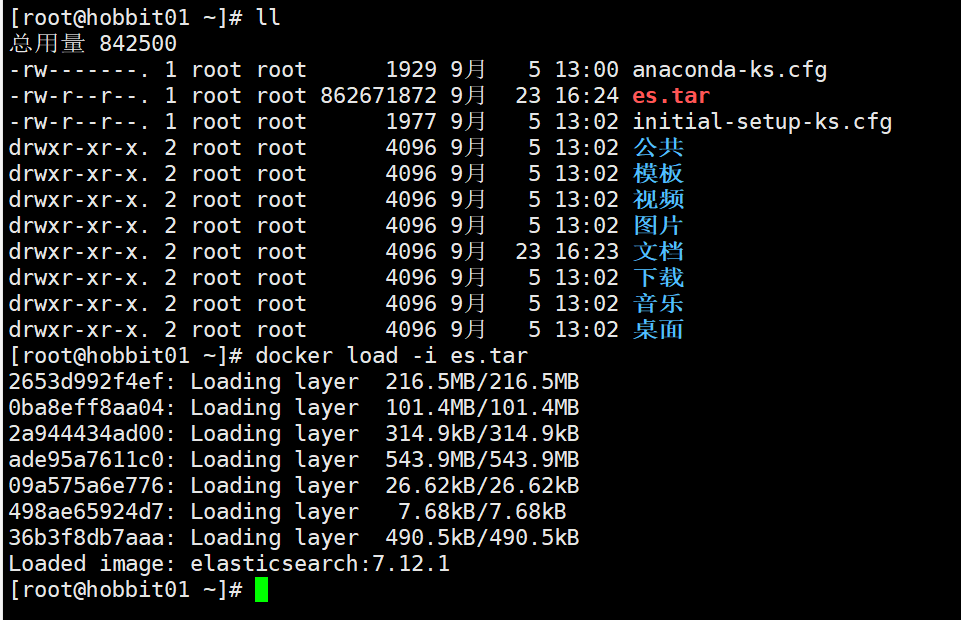 [root@hobbit01 ~]# ll
总用量 842500
-rw-------. 1 root root      1929 9月   5 13:00 anaconda-ks.cfg
-rw-r--r--. 1 root root 862671872 9月  23 16:24 es.tar
-rw-r--r--. 1 root root      1977 9月   5 13:02 initial-setup-ks.cfg
drwxr-xr-x. 2 root root      4096 9月   5 13:02 公共
drwxr-xr-x. 2 root root      4096 9月   5 13:02 模板
drwxr-xr-x. 2 root root      4096 9月   5 13:02 视频
drwxr-xr-x. 2 root root      4096 9月   5 13:02 图片
drwxr-xr-x. 2 root root      4096 9月  23 16:23 文档
drwxr-xr-x. 2 root root      4096 9月   5 13:02 下载
drwxr-xr-x. 2 root root      4096 9月   5 13:02 音乐
drwxr-xr-x. 2 root root      4096 9月   5 13:02 桌面
[root@hobbit01 ~]# docker load -i es.tar
2653d992f4ef: Loading layer  216.5MB/216.5MB
0ba8eff8aa04: Loading layer  101.4MB/101.4MB
2a944434ad00: Loading layer  314.9kB/314.9kB
ade95a7611c0: Loading layer  543.9MB/543.9MB
09a575a6e776: Loading layer  26.62kB/26.62kB
498ae65924d7: Loading layer   7.68kB/7.68kB
36b3f8db7aaa: Loading layer  490.5kB/490.5kB
Loaded image: elasticsearch:7.12.1
[root@hobbit01 ~]#